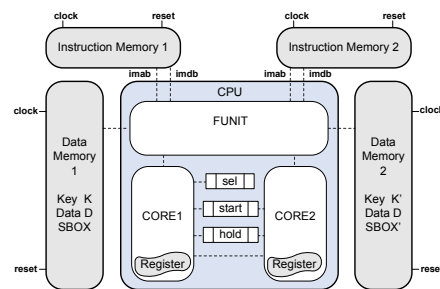 clock
reset
clock
reset
Instruction Memory 1
Instruction Memory 2
imab
imdb
imab
imdb
CPU
FUNIT
clock
clock
Data
Memory
1
Key K
Data D
SBOX
Data
Memory
2
Key K'
Data D
SBOX'
sel
CORE1
start
CORE2
hold
Register
Register
reset
reset